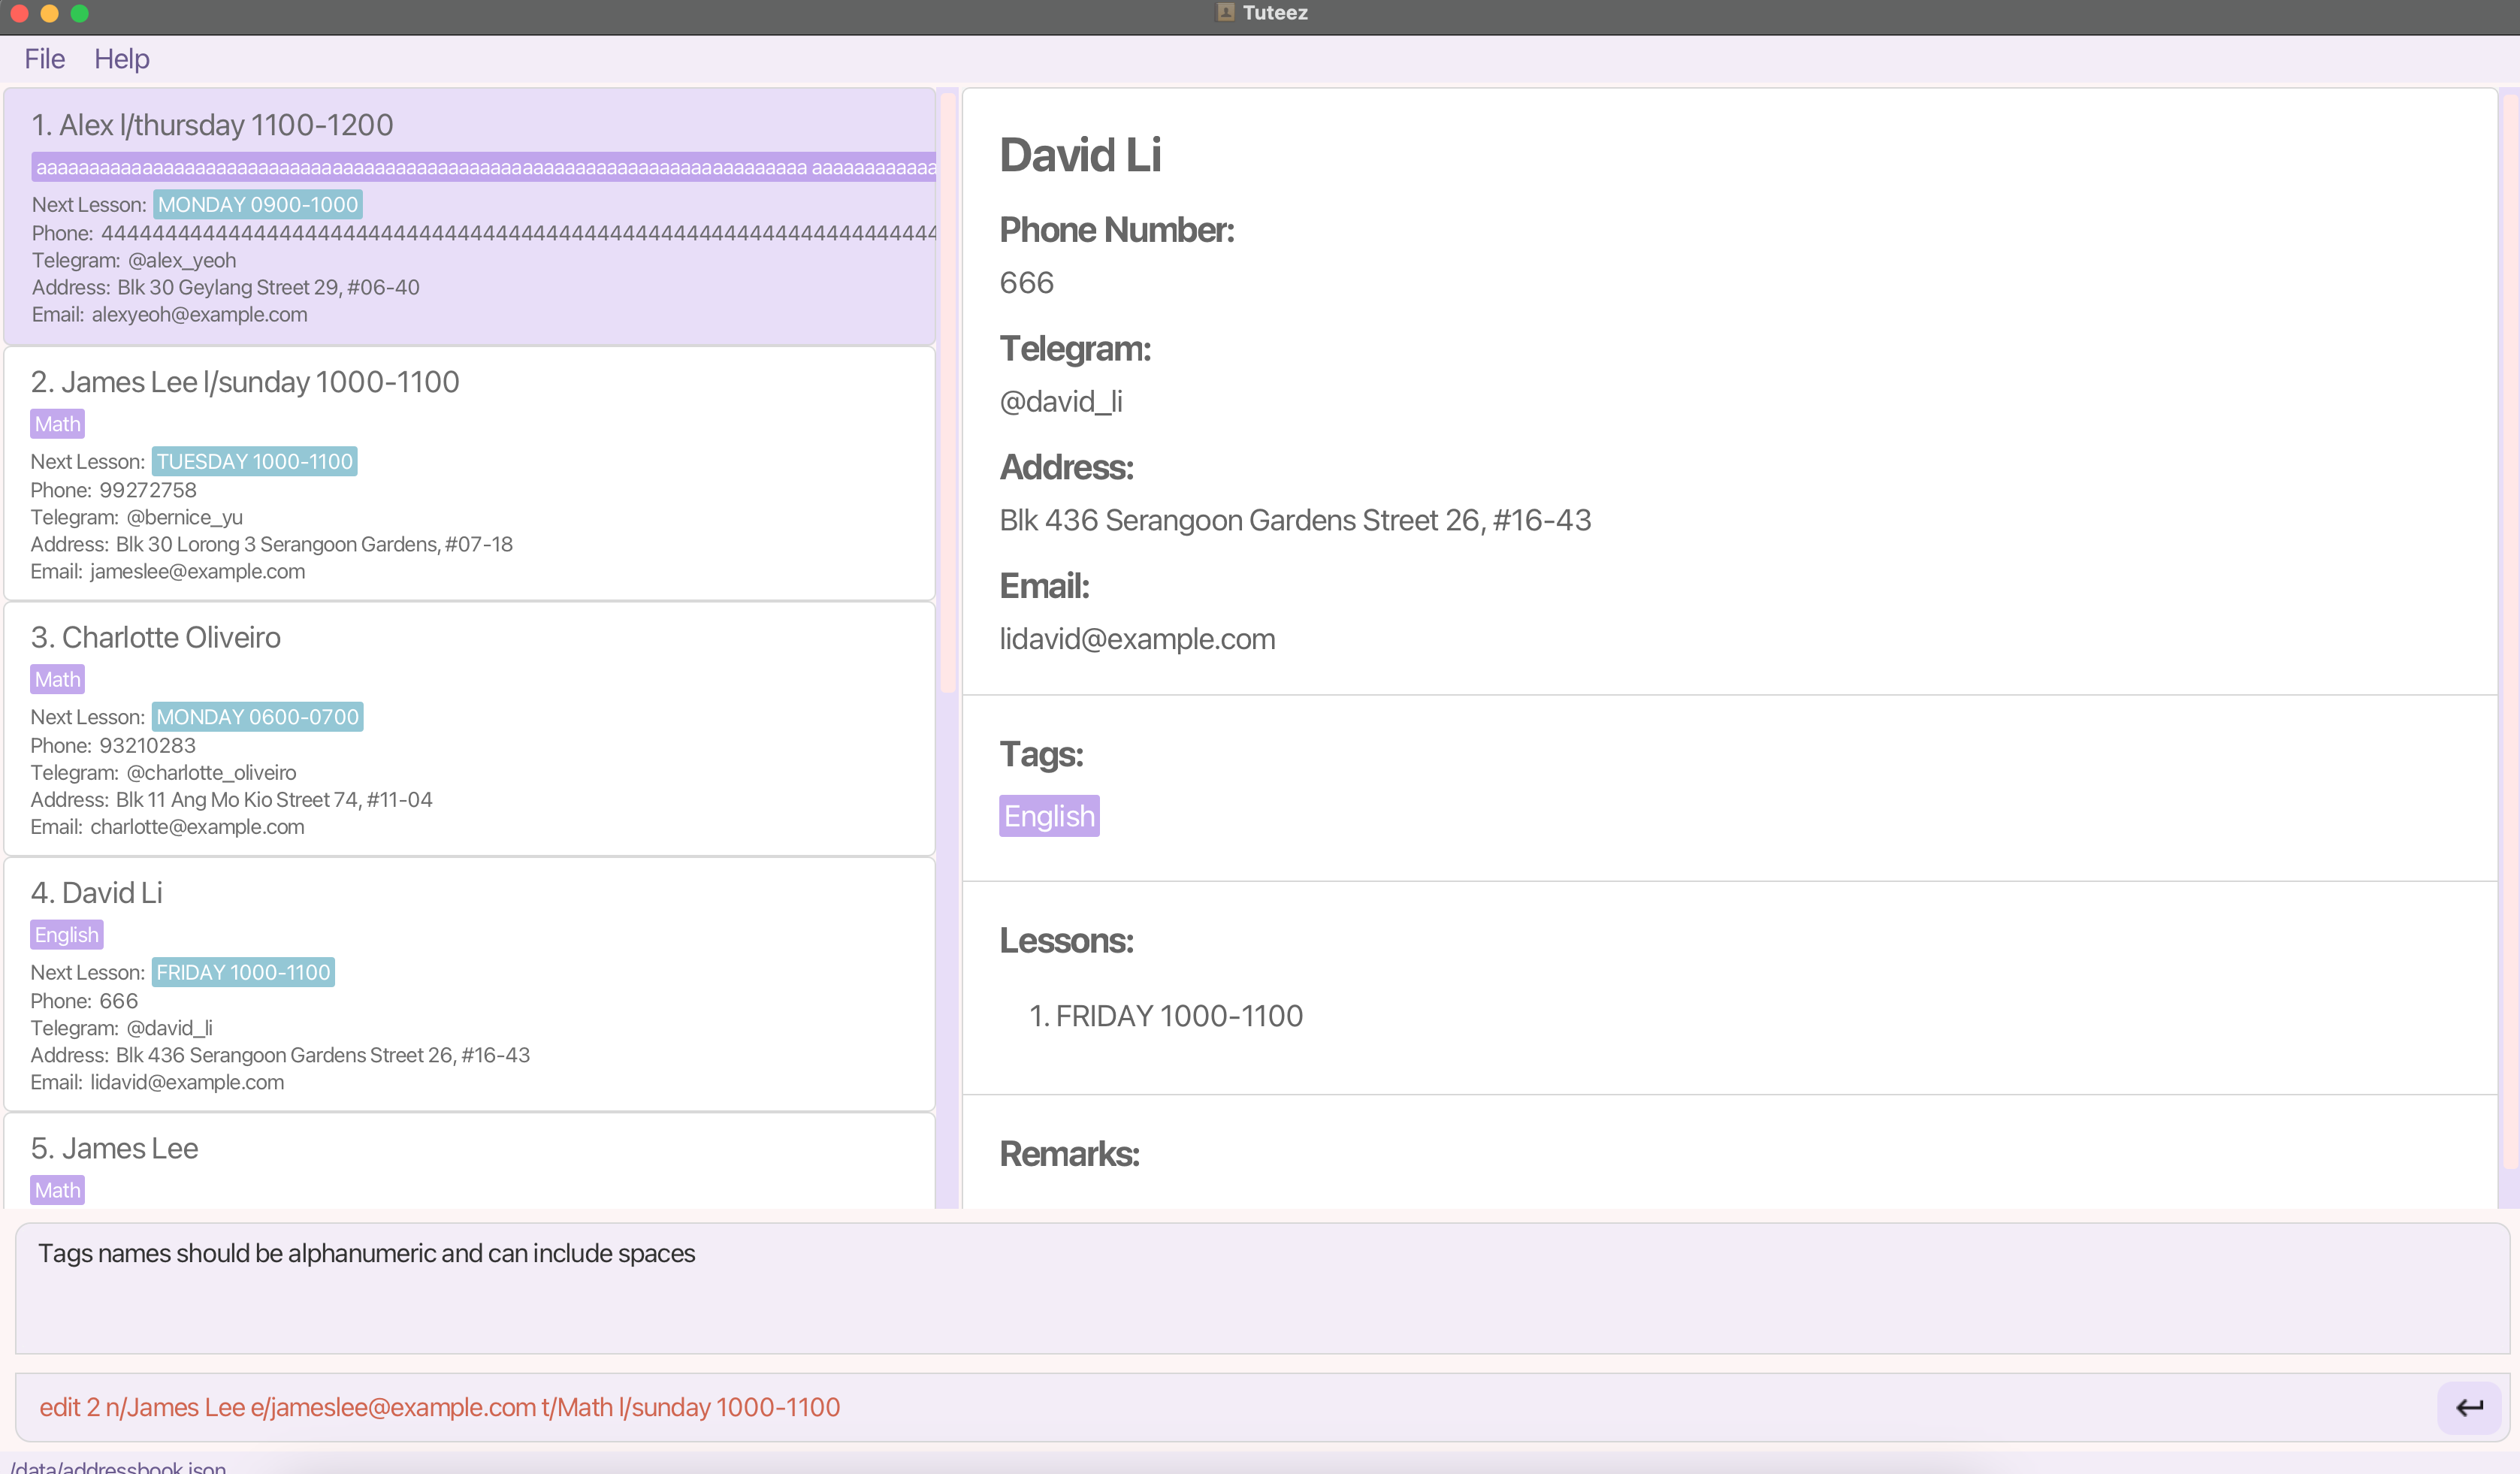 Tuteez
File Help
1. Alex l/thursday 1100-1200
Next Lesson: MONDAY 0900-1000
Phone:
Telegram: @alex_yeoh
Address: Blk 30 Geylang Street 29, #06-40
Email: alexyeoh@example.com
2. James Lee l/sunday 1000-1100
Math
Next Lesson: TUESDAY 1000-1100
Phone: 99272758
Telegram: @bernice_yu
Address: Blk 30 Lorong 3 Serangoon Gardens, #07-18
Email: jameslee@example.com
3. Charlotte Oliveiro
Math
Next Lesson: MONDAY 0600-0700
Phone: 93210283
Telegram: @charlotte_oliveiro
Address: Blk 11 Ang Mo Kio Street 74, #11-04
Email: charlotte@example.com
4. David Li
English
Next Lesson: FRIDAY 1000-1100
Phone: 666
Telegram: @david_li
Address: Blk 436 Serangoon Gardens Street 26, #16-43
Email: lidavid@example.com
5. James Lee
Math
David Li
Phone Number:
666
Telegram:
@david_li
Address:
Blk 436 Serangoon Gardens Street 26, #16-43
Email:
lidavid@example.com
Tags:
English
Lessons:
1. FRIDAY 1000-1100
Remarks:
Tags names should be alphanumeric and can include spaces
edit 2 n/James Lee e/jameslee@example.com t/Math l/sunday 1000-1100
/data/addressbook.json